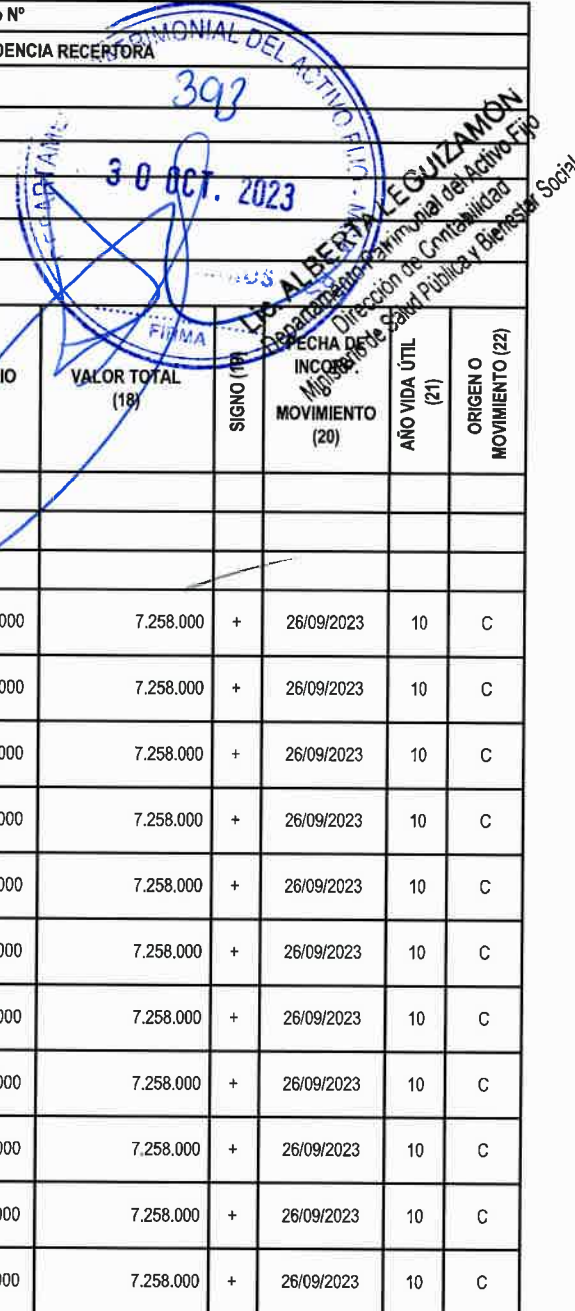 o Nº
DENCIA RECEPTORA
TRIMONIAL DEL ACTIVO FIJO - M
393
30 OCT. 2023
FIRMA
Lic. ALBERTA LEGUIZAMÓN
Departamento Patrimonial del Activo Fijo
Dirección de Contabilidad
Ministerio de Salud Pública y Bienestar Social
IO
VALOR TOTAL
(18)
SIGNO (19)
FECHA DE
INCORP.
MOVIMIENTO
(20)
AÑO VIDA ÚTIL
(21)
ORIGEN O
MOVIMIENTO (22)
000 7.258.000 + 26/09/2023 10 C
000 7.258.000 + 26/09/2023 10 C
000 7.258.000 + 26/09/2023 10 C
000 7.258.000 + 26/09/2023 10 C
000 7.258.000 + 26/09/2023 10 C
000 7.258.000 + 26/09/2023 10 C
000 7.258.000 + 26/09/2023 10 C
000 7.258.000 + 26/09/2023 10 C
000 7.258.000 + 26/09/2023 10 C
000 7.258.000 + 26/09/2023 10 C
000 7.258.000 + 26/09/2023 10 C